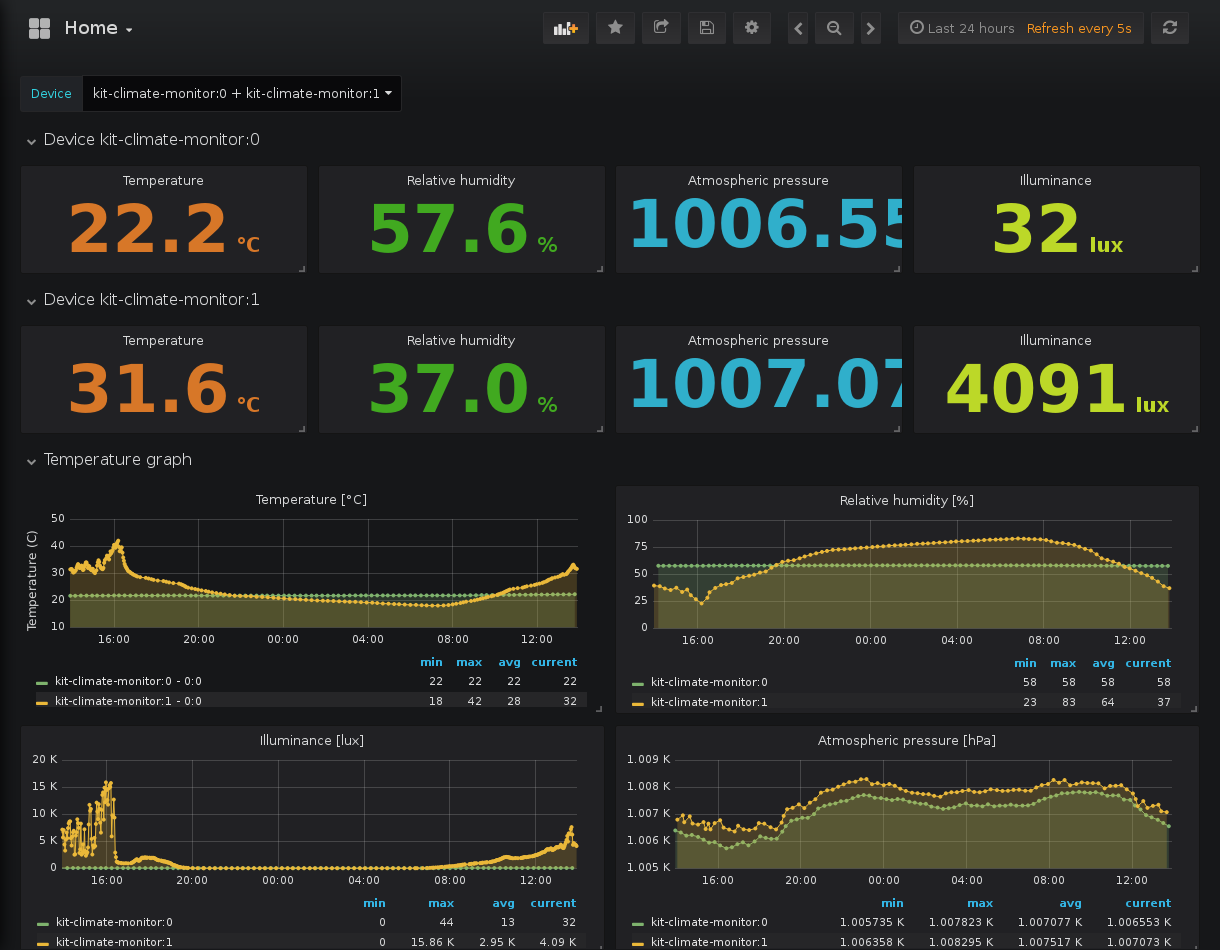 Home
Last 24 hours Refresh every 5s
Device kit-climate-monitor:0 + kit-climate-monitor:1
Device kit-climate-monitor:0
Temperature Relative humidity Atmospheric pressure Illuminance
22.2 °C 57.6 % 1006.55 32 lux
Device kit-climate-monitor:1
Temperature Relative humidity Atmospheric pressure Illuminance
31.6 °C 37.0 % 1007.07 4091 lux
Temperature graph
Temperature [°C]
Temperature (C)
50
40
30
20
10
16:00 20:00 00:00 04:00 08:00 12:00
min max avg current
kit-climate-monitor:0 - 0:0 22 22 22 22
kit-climate-monitor:1 - 0:0 18 42 28 32
Relative humidity [%]
100
75
50
25
0
16:00 20:00 00:00 04:00 08:00 12:00
min max avg current
kit-climate-monitor:0 58 58 58 58
kit-climate-monitor:1 23 83 64 37
Illuminance [lux]
20 K
15 K
10 K
5 K
0
16:00 20:00 00:00 04:00 08:00 12:00
min max avg current
kit-climate-monitor:0 0 44 13 32
kit-climate-monitor:1 0 15.86 K 2.95 K 4.09 K
Atmospheric pressure [hPa]
1.009 K
1.008 K
1.007 K
1.006 K
1.005 K
16:00 20:00 00:00 04:00 08:00 12:00
min max avg current
kit-climate-monitor:0 1.005735 K 1.007823 K 1.007077 K 1.006553 K
kit-climate-monitor:1 1.006358 K 1.008295 K 1.007517 K 1.007073 K